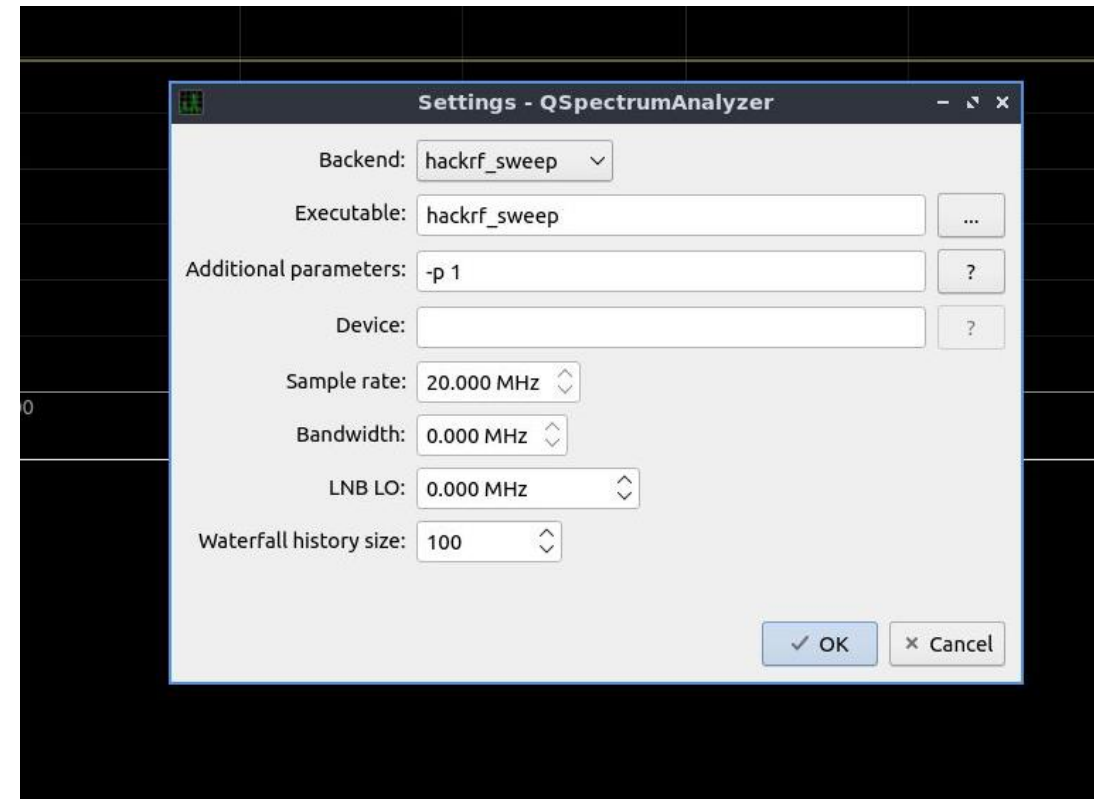 Settings - QSpectrumAnalyzer
Backend: hackrf_sweep
Executable: hackrf_sweep ...
Additional parameters: -p 1 ?
Device: ?
Sample rate: 20.000 MHz
Bandwidth: 0.000 MHz
00
LNB LO: 0.000 MHz
Waterfall history size: 100
OK Cancel